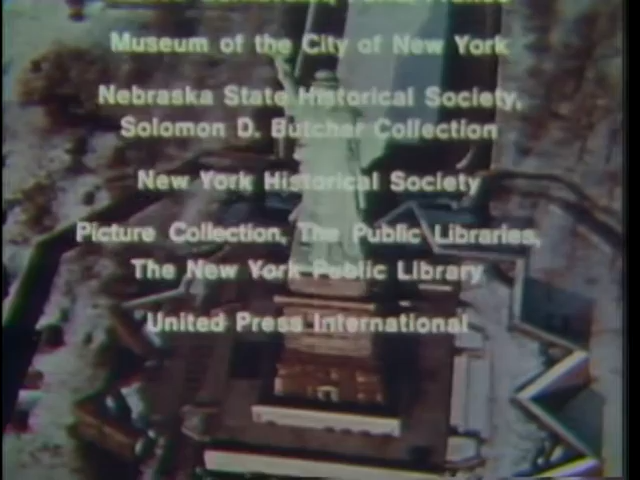 Museum of the City of New York
Nebraska State Historical Society,
Solomon D. Butcher Collection
New York Historical Society
Picture Collection, The Public Libraries,
The New York Public Library
United Press International